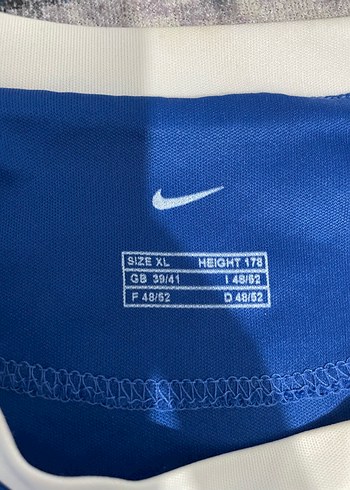 SIZE XL HEIGHT 178
GB 39/41 I 48/52
F 48/52 D 48/52